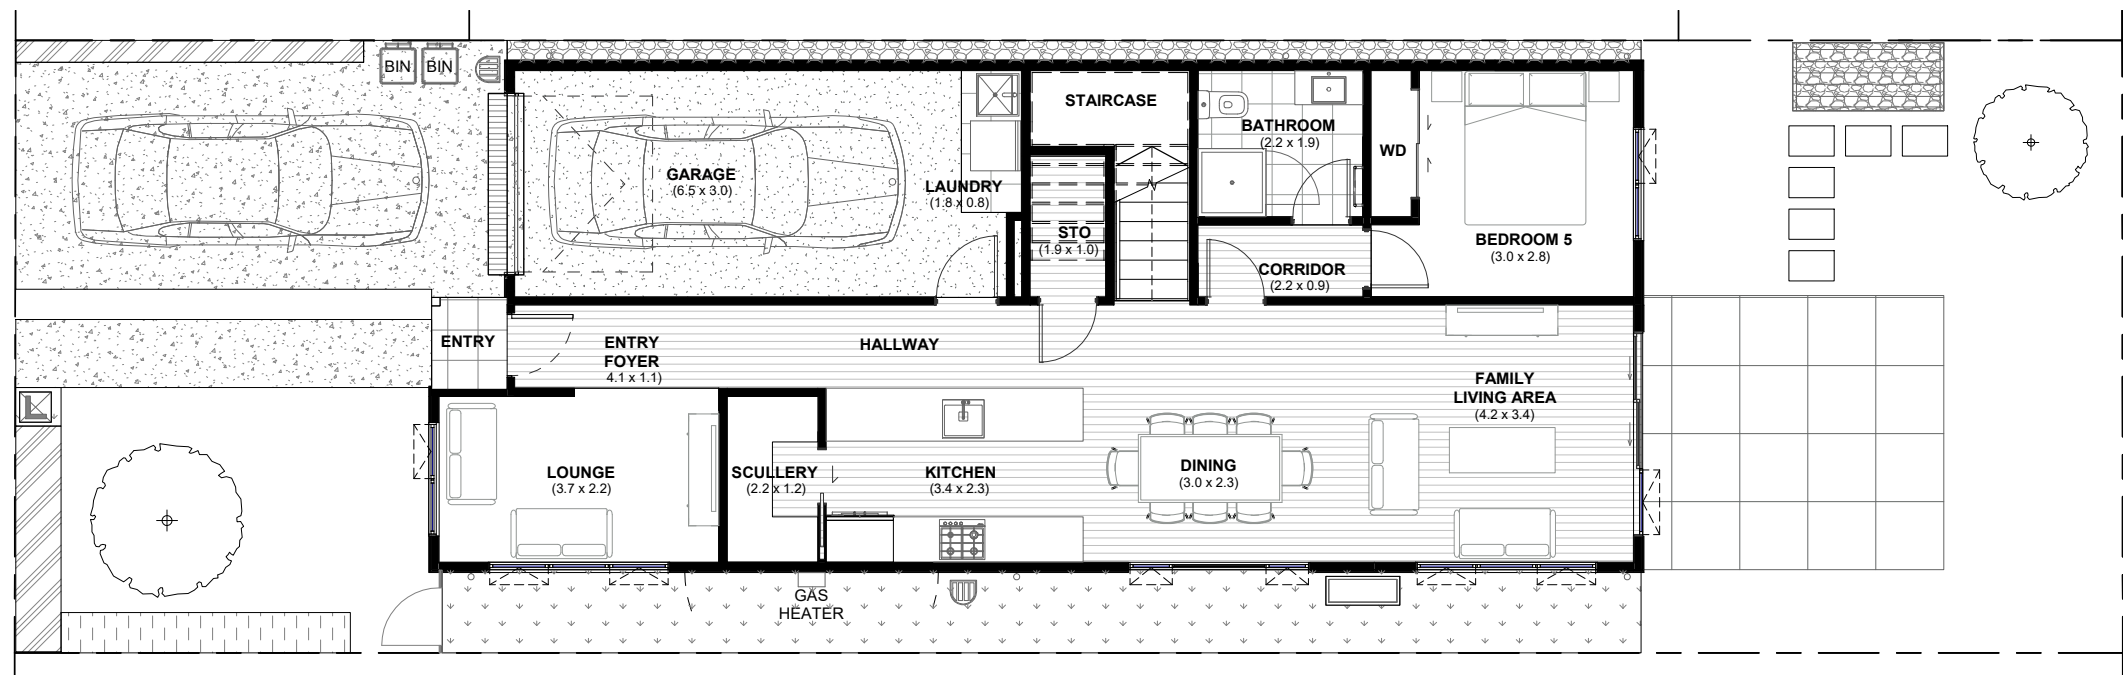 BIN
BIN
STAIRCASE
BATHROOM
(2.2 x 1.9)
WD
GARAGE
(6.5 x 3.0)
LAUNDRY
(1.8 x 0.8)
STO
(1.9 x 1.0)
BEDROOM 5
(3.0 x 2.8)
CORRIDOR
(2.2 x 0.9)
ENTRY
ENTRY
FOYER
4.1 x 1.1)
HALLWAY
FAMILY
LIVING AREA
(4.2 x 3.4)
LOUNGE
(3.7 x 2.2)
SCULLERY
(2.2 x 1.2)
KITCHEN
(3.4 x 2.3)
DINING
(3.0 x 2.3)
GAS
HEATER